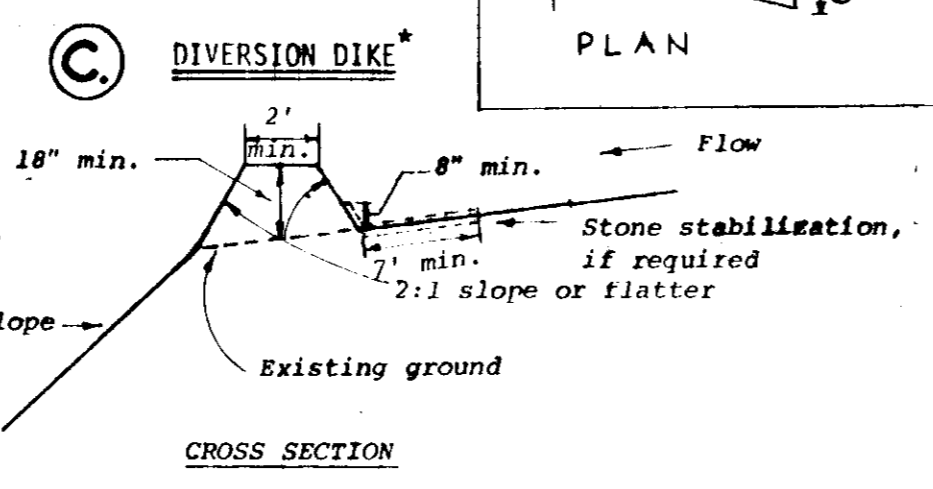 PLAN
C. DIVERSION DIKE*
2'
min.
18" min.
8" min.
Flow
Stone stabilization,
if required
7' min.
2:1 slope or flatter
lope
Existing ground
CROSS SECTION